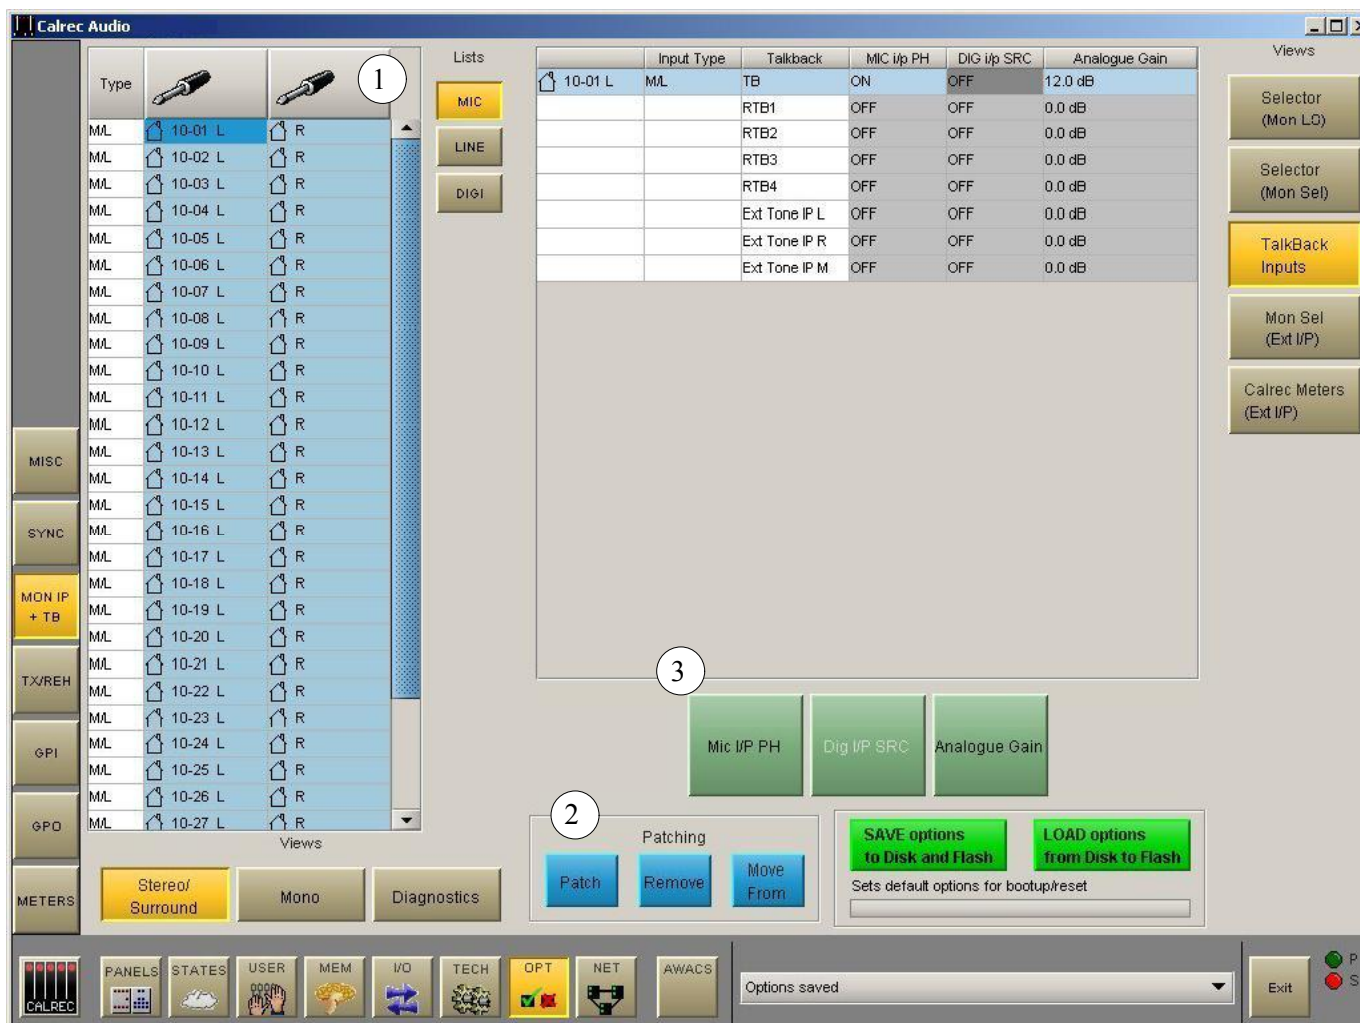 Calrec Audio
Type
1
M/L 10-01 L R
M/L 10-02 L R
M/L 10-03 L R
M/L 10-04 L R
M/L 10-05 L R
M/L 10-06 L R
M/L 10-07 L R
M/L 10-08 L R
M/L 10-09 L R
M/L 10-10 L R
M/L 10-11 L R
M/L 10-12 L R
M/L 10-13 L R
M/L 10-14 L R
M/L 10-15 L R
M/L 10-16 L R
M/L 10-17 L R
M/L 10-18 L R
M/L 10-19 L R
M/L 10-20 L R
M/L 10-21 L R
M/L 10-22 L R
M/L 10-23 L R
M/L 10-24 L R
M/L 10-25 L R
M/L 10-26 L R
M/L 10-27 L R
Lists
MIC
LINE
DIGI
Input Type Talkback MIC i/p PH DIG i/p SRC Analogue Gain
10-01 L M/L TB ON OFF 12.0 dB
RTB1 OFF OFF 0.0 dB
RTB2 OFF OFF 0.0 dB
RTB3 OFF OFF 0.0 dB
RTB4 OFF OFF 0.0 dB
Ext Tone IP L OFF OFF 0.0 dB
Ext Tone IP R OFF OFF 0.0 dB
Ext Tone IP M OFF OFF 0.0 dB
Views
Selector
(Mon LS)
Selector
(Mon Sel)
TalkBack
Inputs
Mon Sel
(Ext I/P)
Calrec Meters
(Ext I/P)
MISC
SYNC
MON IP
+ TB
TX/REH
GPI
GPO
METERS
3
Mic I/P PH
Dig I/P SRC
Analogue Gain
2
Patching
Patch
Remove
Move
From
SAVE options
to Disk and Flash
LOAD options
from Disk to Flash
Sets default options for bootup/reset
Views
Stereo/
Surround
Mono
Diagnostics
CALREC
PANELS
STATES
USER
MEM
I/O
TECH
OPT
NET
AWACS
Options saved
Exit
P
S